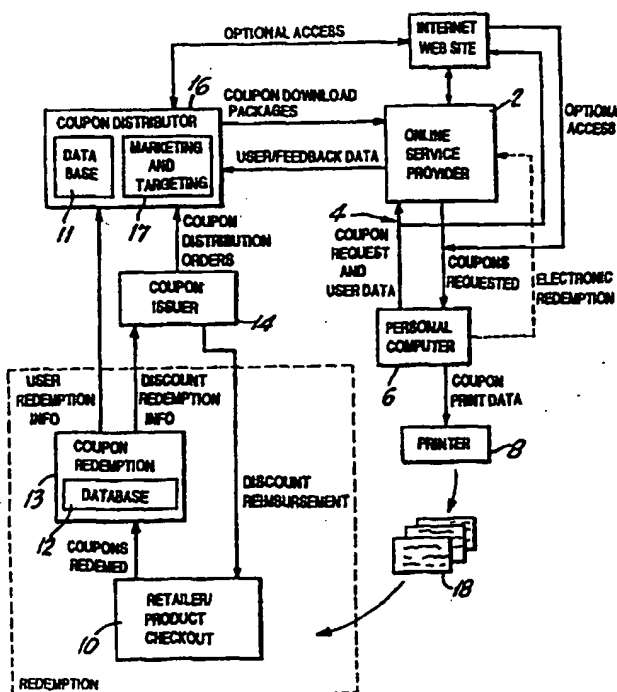 OPTIONAL ACCESS
INTERNET
WEB SITE
16
COUPON DOWNLOAD
PACKAGES
2
COUPON DISTRIBUTOR
DATA
BASE
MARKETING
AND
TARGETING
ONLINE
SERVICE
PROVIDER
OPTIONAL
ACCESS
USER/FEEDBACK DATA
11
17
4
COUPON
DISTRIBUTION
ORDERS
COUPON
REQUEST
AND
USER DATA
COUPONS
REQUESTED
ELECTRONIC
REDEMPTION
COUPON
ISSUER
14
PERSONAL
COMPUTER
6
USER
REDEMPTION
INFO
DISCOUNT
REDEMPTION
INFO
COUPON
PRINT DATA
PRINTER
8
COUPON
REDEMPTION
13
DATABASE
12
DISCOUNT
REIMBURSEMENT
COUPONS
REDEMED
18
RETAILER/
PRODUCT
CHECKOUT
10
REDEMPTION